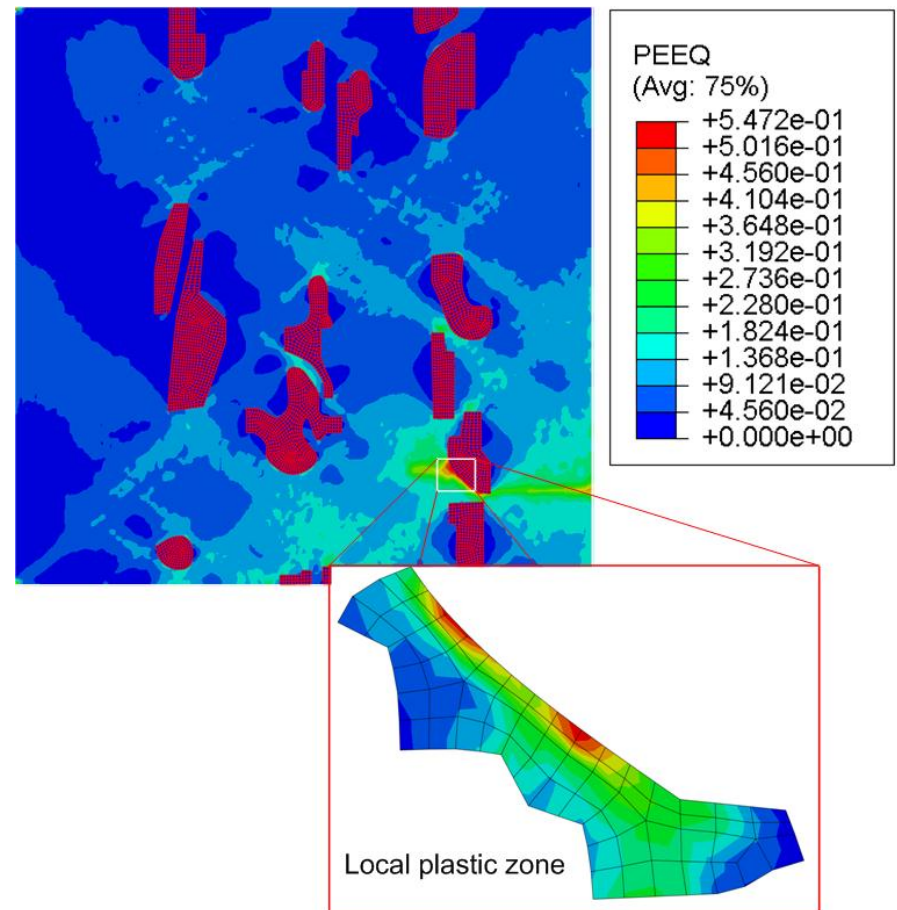 PEEQ
(Avg: 75%)
+5.472e-01
+5.016e-01
+4.560e-01
+4.104e-01
+3.648e-01
+3.192e-01
+2.736e-01
+2.280e-01
+1.824e-01
+1.368e-01
+9.121e-02
+4.560e-02
+0.000e+00
Local plastic zone